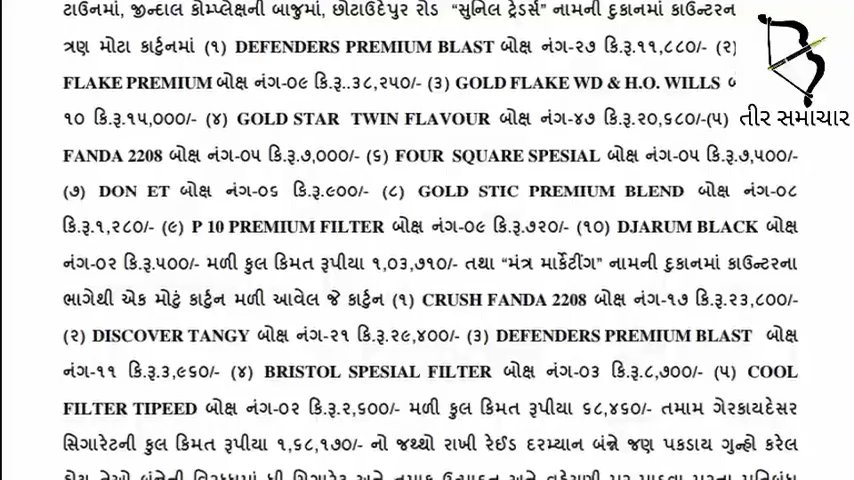 ટાઉનમાં, જીન્દાલ કોમ્પ્લેક્ષની બાજુમાં, છોટાઉદેપુર રોડ “સુનિલ ટ્રેડર્સ” નામની દુકાનમાં કાઉન્ટરન
ત્રણ મોટા કાર્ટુનમાં (૧) DEFENDERS PREMIUM BLAST બોક્ષ નંગ-૨૭ કિ.રૂ.૧૧,૮૮૦/- (૨)
FLAKE PREMIUM બોક્ષ નંગ-૦૯ કિ.રૂ..૩૮,૨૫૦/- (૩) GOLD FLAKE WD & H.O. WILLS
૧૦ કિ.રૂ.૧૫,૦૦૦/- (૪) GOLD STAR TWIN FLAVOUR બોક્ષ નંગ-૪૭ કિ.રૂ.૨૦,૬૮૦/-(૫)
તીર સમાચાર
FANDA 2208 બોક્ષ નંગ-૦૫ કિ.રૂ.૭,૦૦૦/- (૬) FOUR SQUARE SPESIAL બોક્ષ નંગ-૦૫ કિ.રૂ.૭,૫૦૦/-
(૭) DON ET બોક્ષ નંગ-૦૬ કિ.રૂ.૯૦૦/- (૮) GOLD STIC PREMIUM BLEND બોક્ષ નંગ-૦૮
કિ.રૂ.૧,૨૮૦/- (૯) P 10 PREMIUM FILTER બોક્ષ નંગ-૦૯ કિ.રૂ.૭૨૦/- (૧૦) DJARUM BLACK બોક્ષ
નંગ-૦૨ કિ.રૂ.૫૦૦/- મળી કુલ કિમત રૂપીયા ૧,૦૩,૭૧૦/- તથા “મંત્ર માર્કેટીંગ” નામની દુકાનમાં કાઉન્ટરના
ભાગેથી એક મોટું કાર્ટુન મળી આવેલ જે કાર્ટુન (૧) CRUSH FANDA 2208 બોક્ષ નંગ-૧૭ કિ.રૂ.૨૩,૮૦૦/-
(૨) DISCOVER TANGY બોક્ષ નંગ-૨૧ કિ.રૂ.૨૯,૪૦૦/- (૩) DEFENDERS PREMIUM BLAST બોક્ષ
નંગ-૧૧ કિ.રૂ.૩,૯૬૦/- (૪) BRISTOL SPESIAL FILTER બોક્ષ નંગ-૦૩ કિ.રૂ.૮,૭૦૦/- (૫) COOL
FILTER TIPEED બોક્ષ નંગ-૦૨ કિ.રૂ.૨,૬૦૦/- મળી કુલ કિમત રૂપીયા ૬૮,૪૬૦/- તમામ ગેરકાયદેસર
સિગારેટની કુલ કિમત રૂપીયા ૧,૬૮,૧૭૦/- નો જથ્થો રાખી રેઈડ દરમ્યાન બંન્ને જણ પકડાય ગુન્હો કરેલ